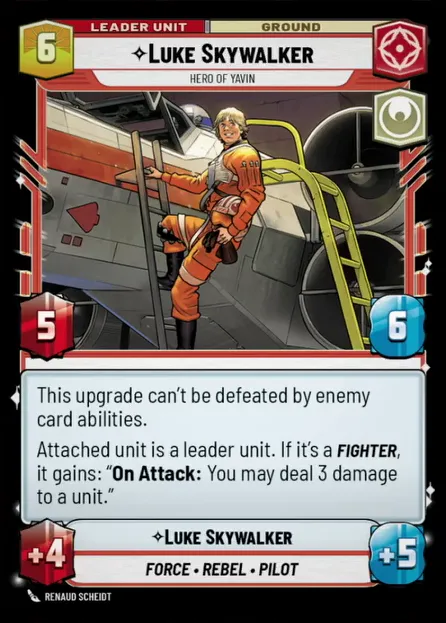 LEADER UNIT
GROUND
6
LUKE SKYWALKER
HERO OF YAVIN
5
6
This upgrade can't be defeated by enemy
card abilities.
Attached unit is a leader unit. If it's a FIGHTER,
it gains: “On Attack: You may deal 3 damage
to a unit.”
+4
LUKE SKYWALKER
+5
FORCE • REBEL • PILOT
RENAUD SCHEIDT